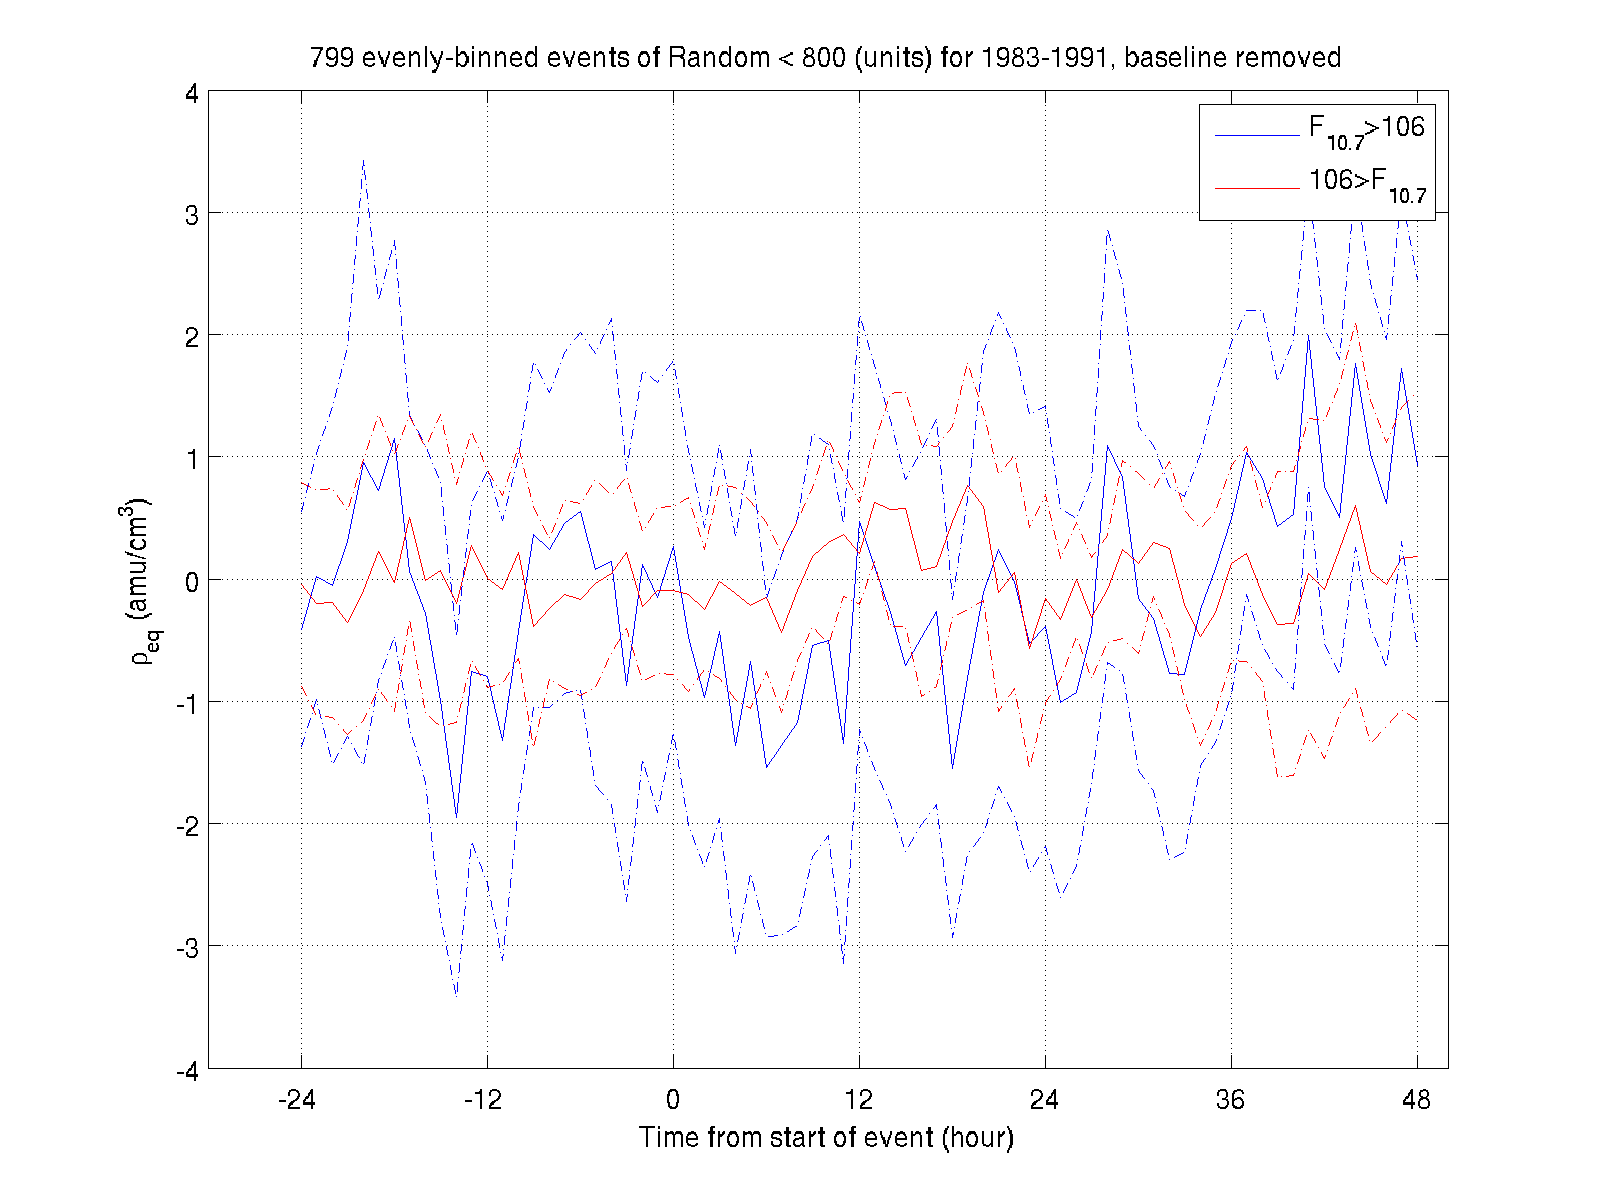 799 evenly-binned events of Random < 800 (units) for 1983-1991, baseline removed
F10.7>106
106>F10.7
4
3
2
1
0
-1
-2
-3
-4
ρeq (amu/cm3)
-24 -12 0 12 24 36 48
Time from start of event (hour)